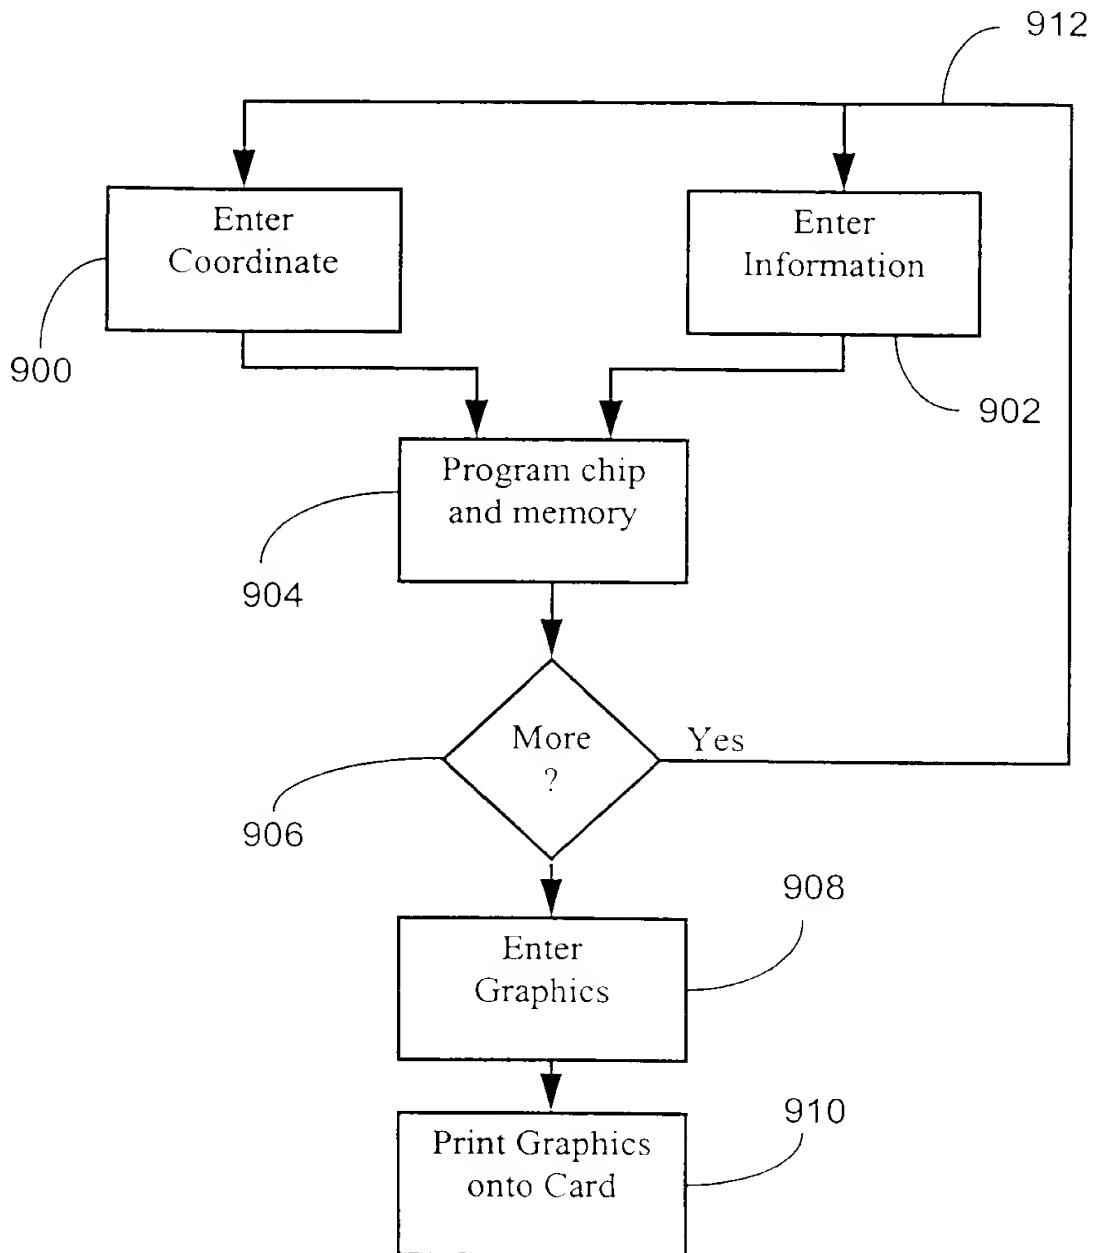 912
Enter
Coordinate
Enter
Information
900
902
Program chip
and memory
904
More
?
Yes
906
908
Enter
Graphics
910
Print Graphics
onto Card